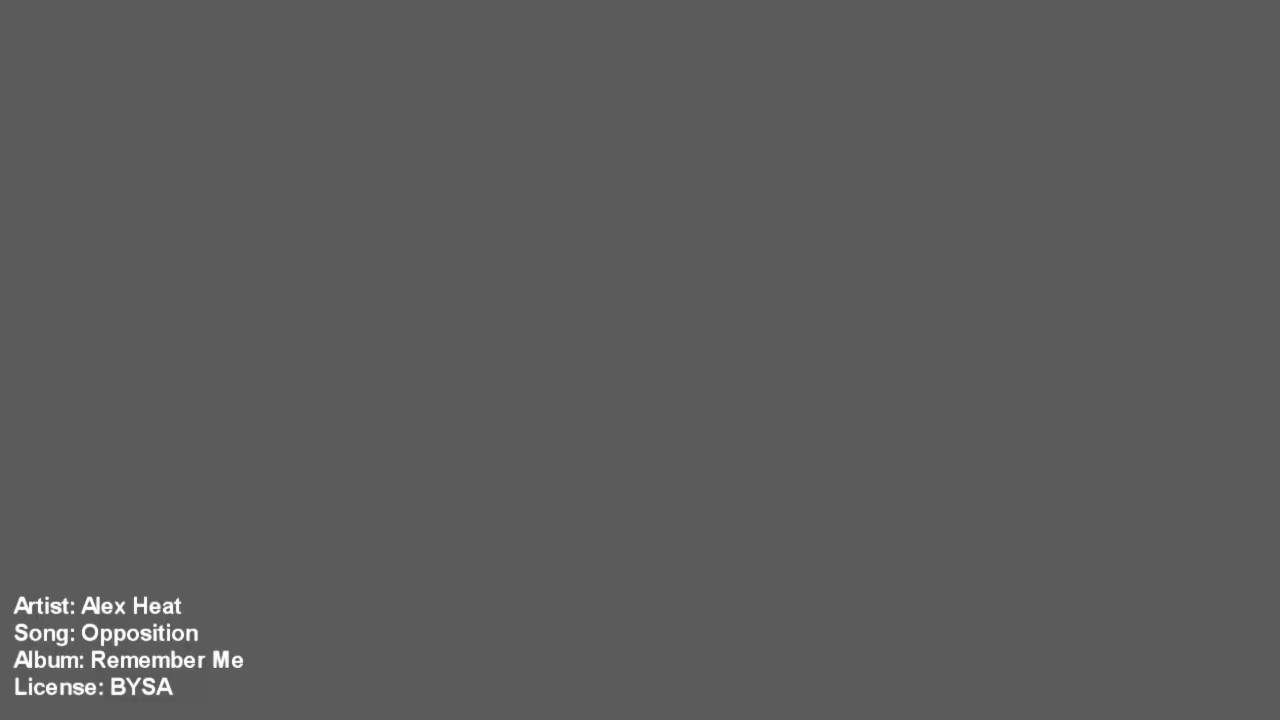 Artist: Alex Heat
Song: Opposition
Album: Remember Me
License: BYSA